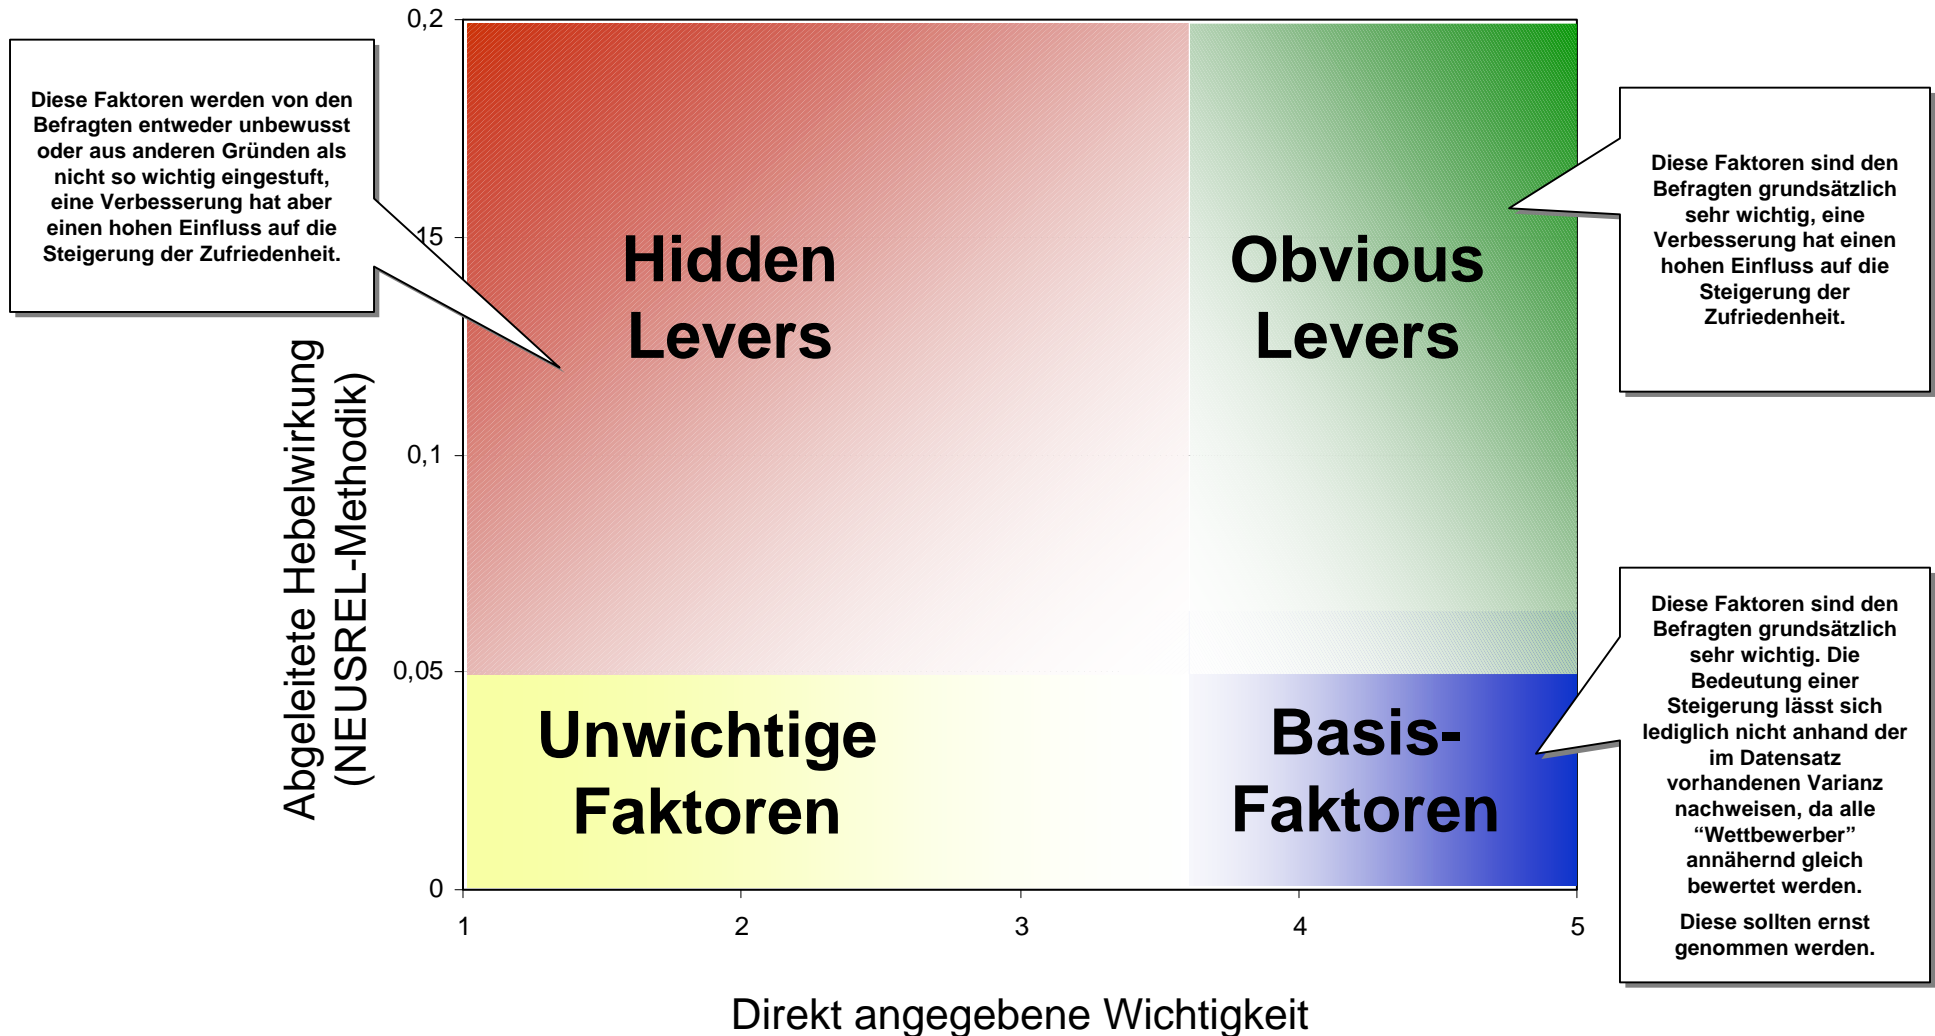 0,2
Diese Faktoren werden von den
Befragten entweder unbewusst
oder aus anderen Gründen als
nicht so wichtig eingestuft,
eine Verbesserung hat aber
einen hohen Einfluss auf die
Steigerung der Zufriedenheit.
Diese Faktoren sind den
Befragten grundsätzlich
sehr wichtig, eine
Verbesserung hat einen
hohen Einfluss auf die
Steigerung der
Zufriedenheit.
15
Hidden
Levers
Obvious
Levers
Abgeleitete Hebelwirkung
(NEUSREL-Methodik)
0,1
0,05
Unwichtige
Faktoren
Basis-
Faktoren
Diese Faktoren sind den
Befragten grundsätzlich
sehr wichtig. Die
Bedeutung einer
Steigerung lässt sich
lediglich nicht anhand der
im Datensatz
vorhandenen Varianz
nachweisen, da alle
“Wettbewerber”
annähernd gleich
bewertet werden.
Diese sollten ernst
genommen werden.
0
1
2
3
4
5
Direkt angegebene Wichtigkeit